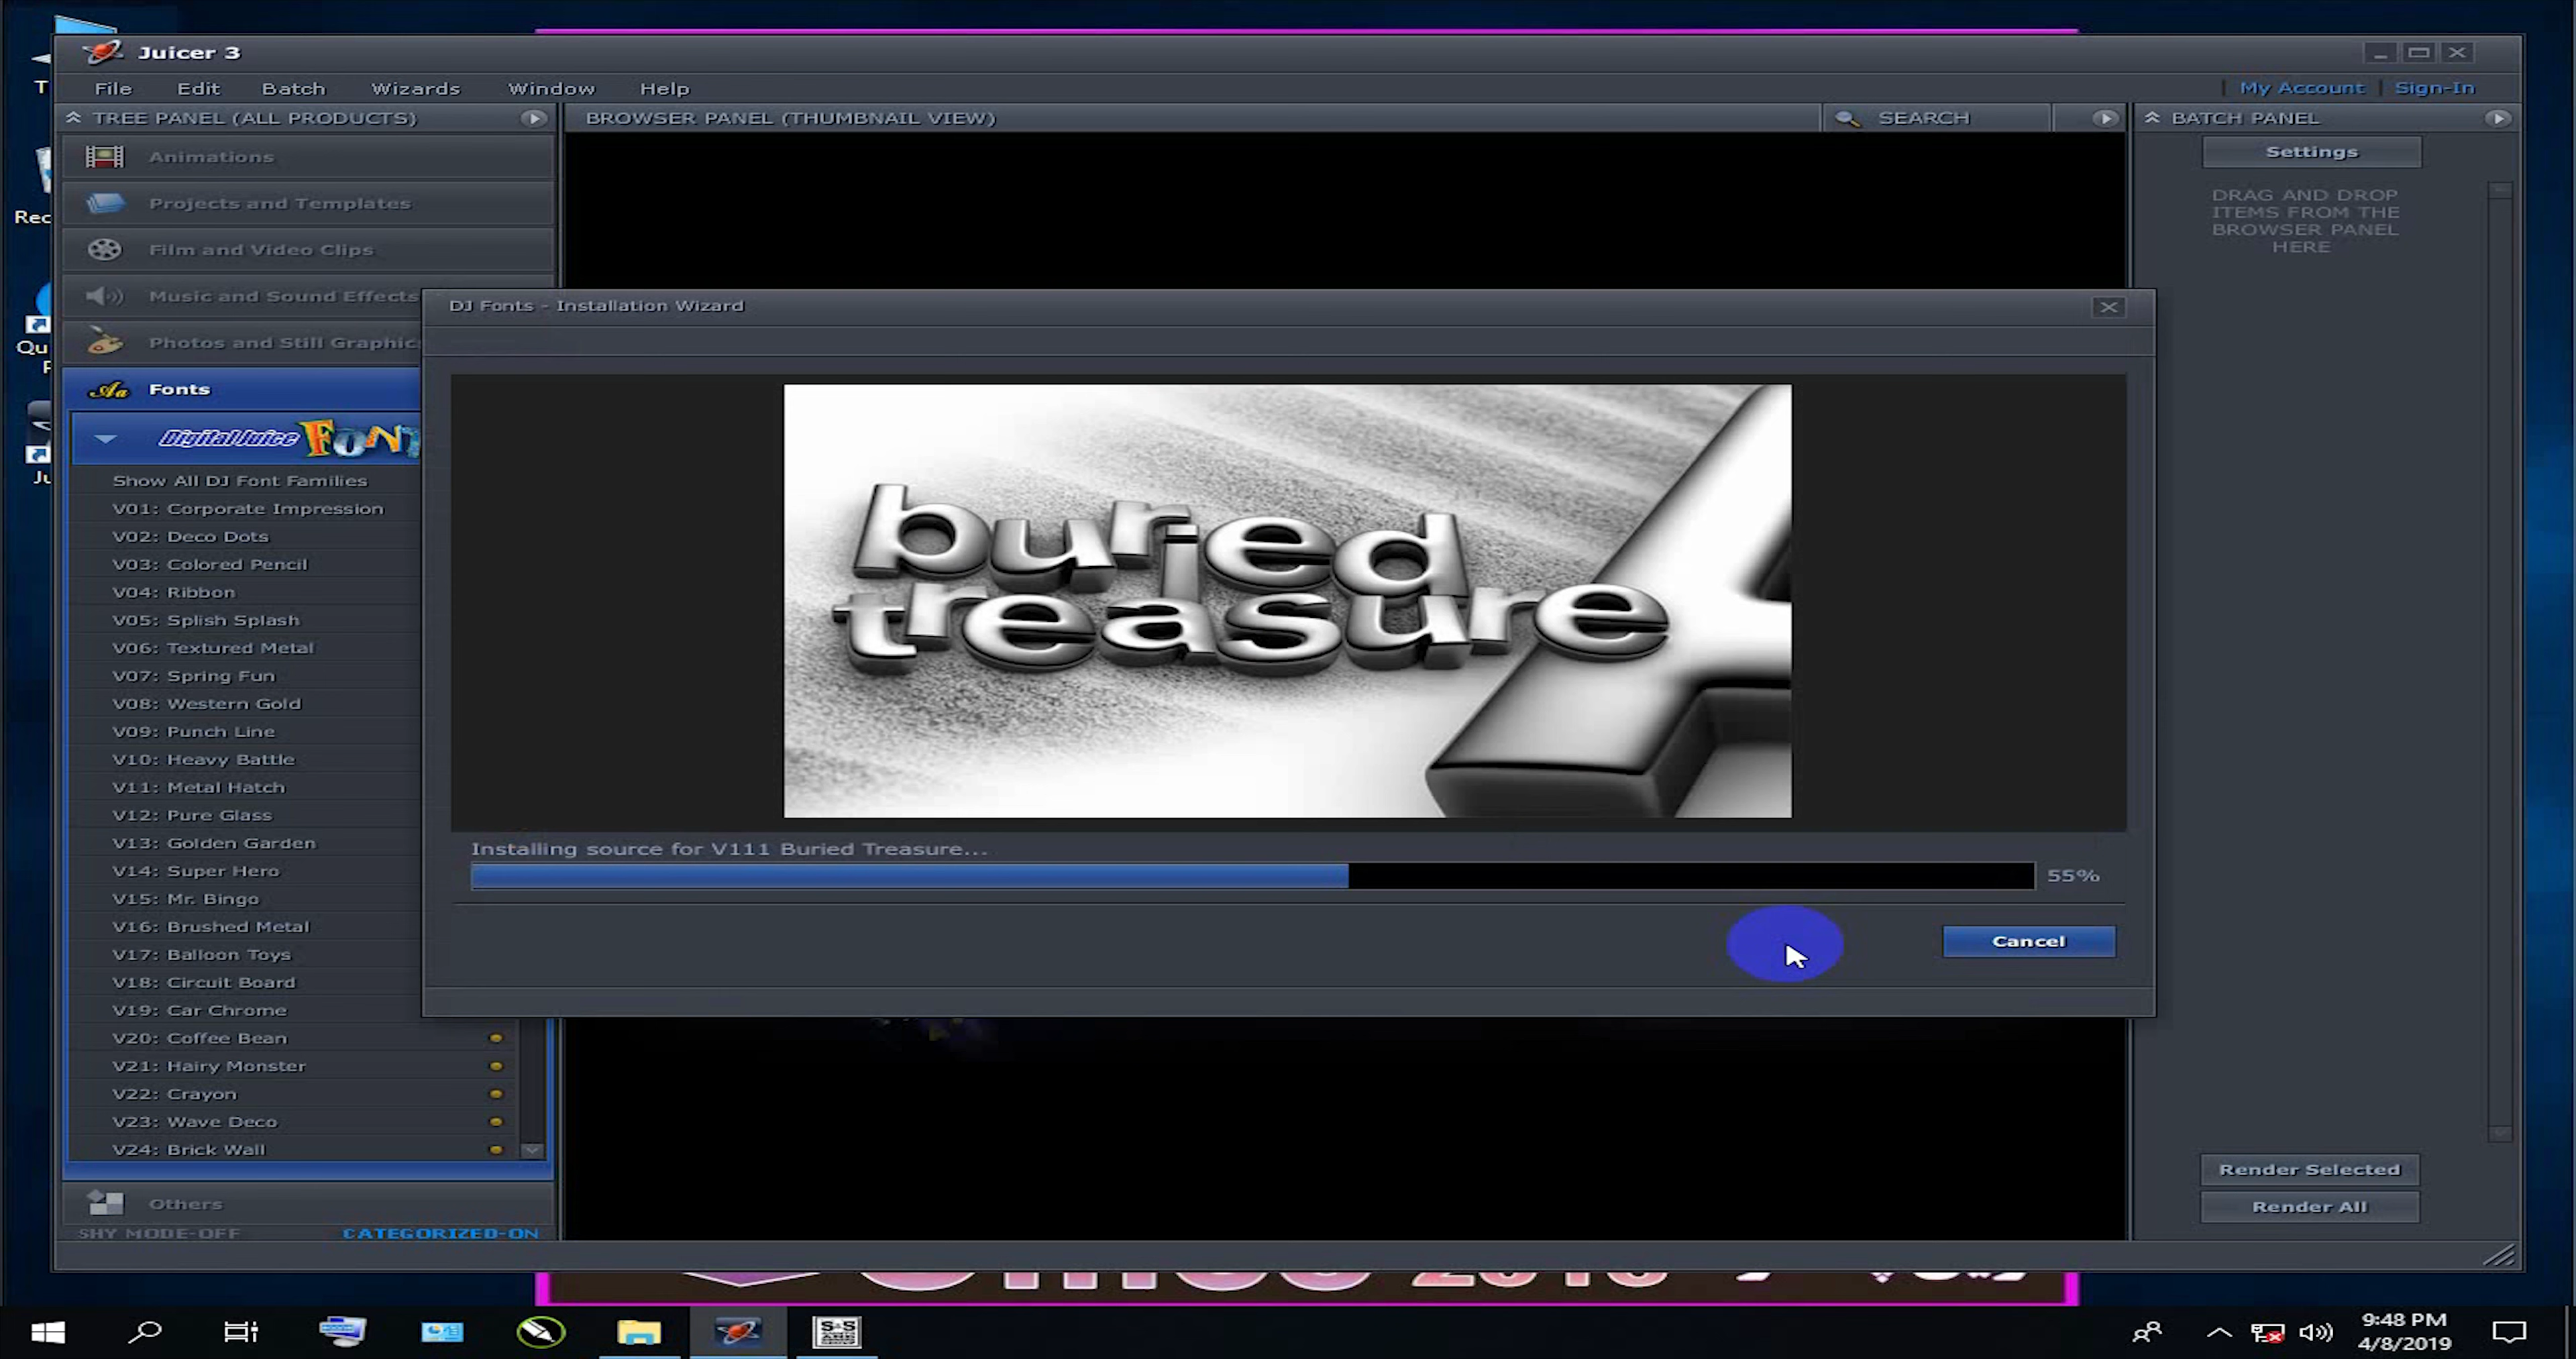 Juicer 3
File Edit Batch Wizards Window Help
My Account | Sign-In
TREE PANEL (ALL PRODUCTS)
BROWSER PANEL (THUMBNAIL VIEW)
SEARCH
BATCH PANEL
Animations
Projects and Templates
Film and Video Clips
Music and Sound Effects
Photos and Still Graphics
Fonts
DigitalJuice FONT
Show All DJ Font Families
V01: Corporate Impression
V02: Deco Dots
V03: Colored Pencil
V04: Ribbon
V05: Splish Splash
V06: Textured Metal
V07: Spring Fun
V08: Western Gold
V09: Punch Line
V10: Heavy Battle
V11: Metal Hatch
V12: Pure Glass
V13: Golden Garden
V14: Super Hero
V15: Mr. Bingo
V16: Brushed Metal
V17: Balloon Toys
V18: Circuit Board
V19: Car Chrome
V20: Coffee Bean
V21: Hairy Monster
V22: Crayon
V23: Wave Deco
V24: Brick Wall
Others
SHY MODE-OFF
CATEGORIZED-ON
DJ Fonts - Installation Wizard
buried
treasure
Installing source for V111 Buried Treasure...
55%
Cancel
Settings
DRAG AND DROP
ITEMS FROM THE
BROWSER PANEL
HERE
Render Selected
Render All
Rec
Qu
Ju
S&S
9:48 PM
4/8/2019